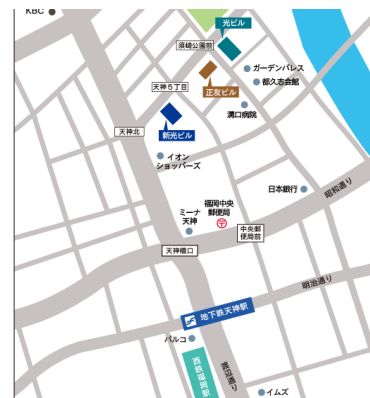 KBC
光ビル
須崎公園前
ガーデンパレス
都久志会館
天神5丁目
正友ビル
溝口病院
天神北
新光ビル
イオン
ショッパーズ
日本銀行
昭和通り
福岡中央
郵便局
ミーナ
天神
中央郵
便局前
天神橋口
明治通り
地下鉄天神駅
パルコ
西鉄福岡駅
渡辺通り
イムズ